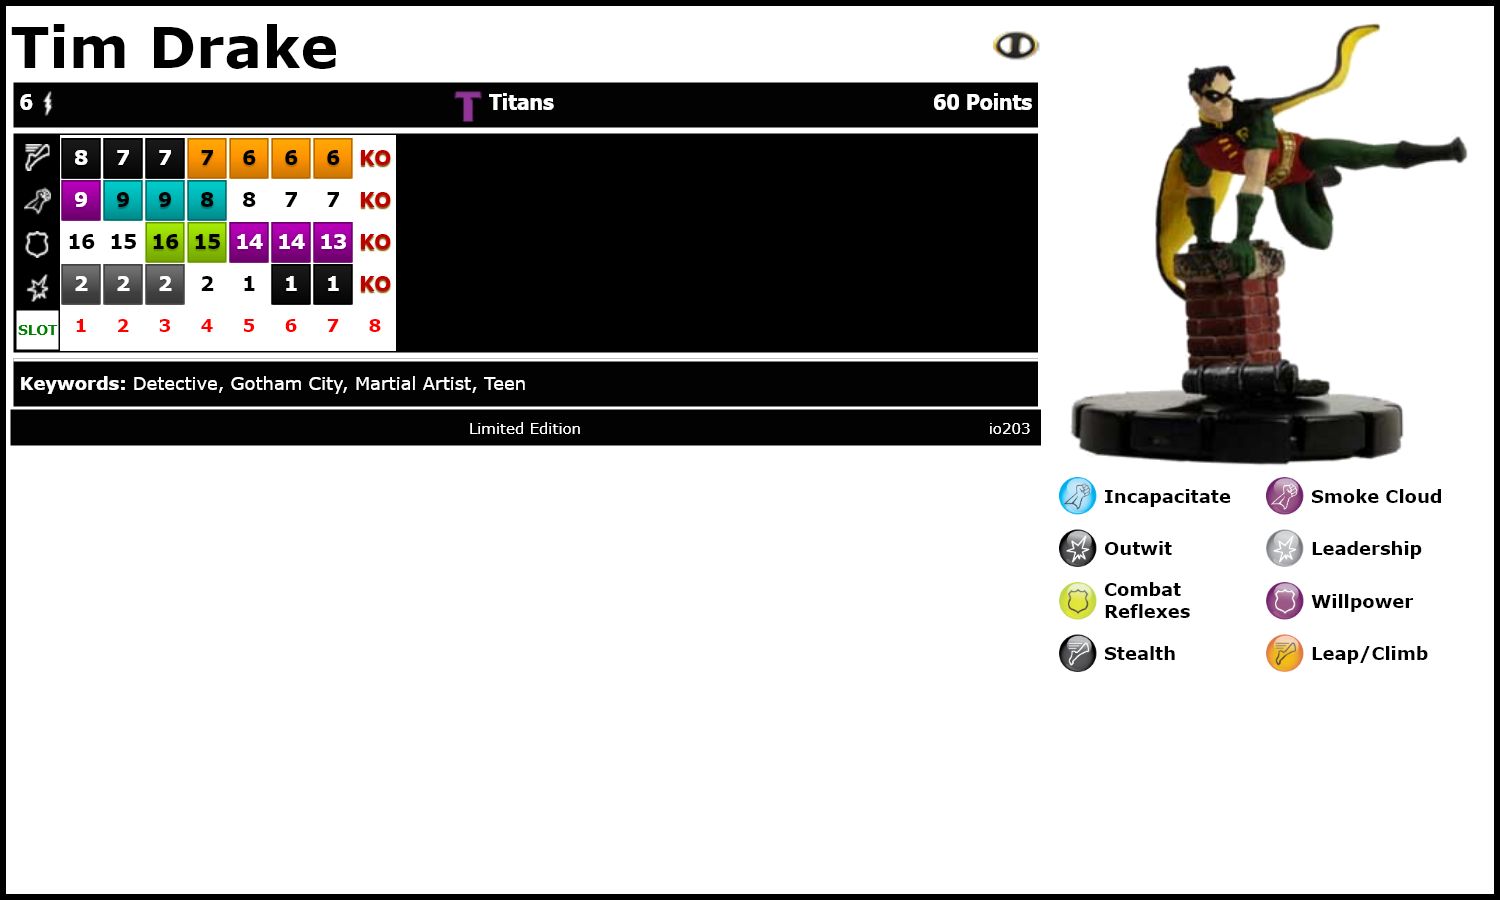 Tim Drake
6 T Titans 60 Points
8 7 7 7 6 6 6 KO
9 9 9 8 8 7 7 KO
16 15 16 15 14 14 13 KO
2 2 2 2 1 1 1 KO
SLOT 1 2 3 4 5 6 7 8
Keywords: Detective, Gotham City, Martial Artist, Teen
Limited Edition io203
Incapacitate Smoke Cloud
Outwit Leadership
Combat
Reflexes Willpower
Stealth Leap/Climb